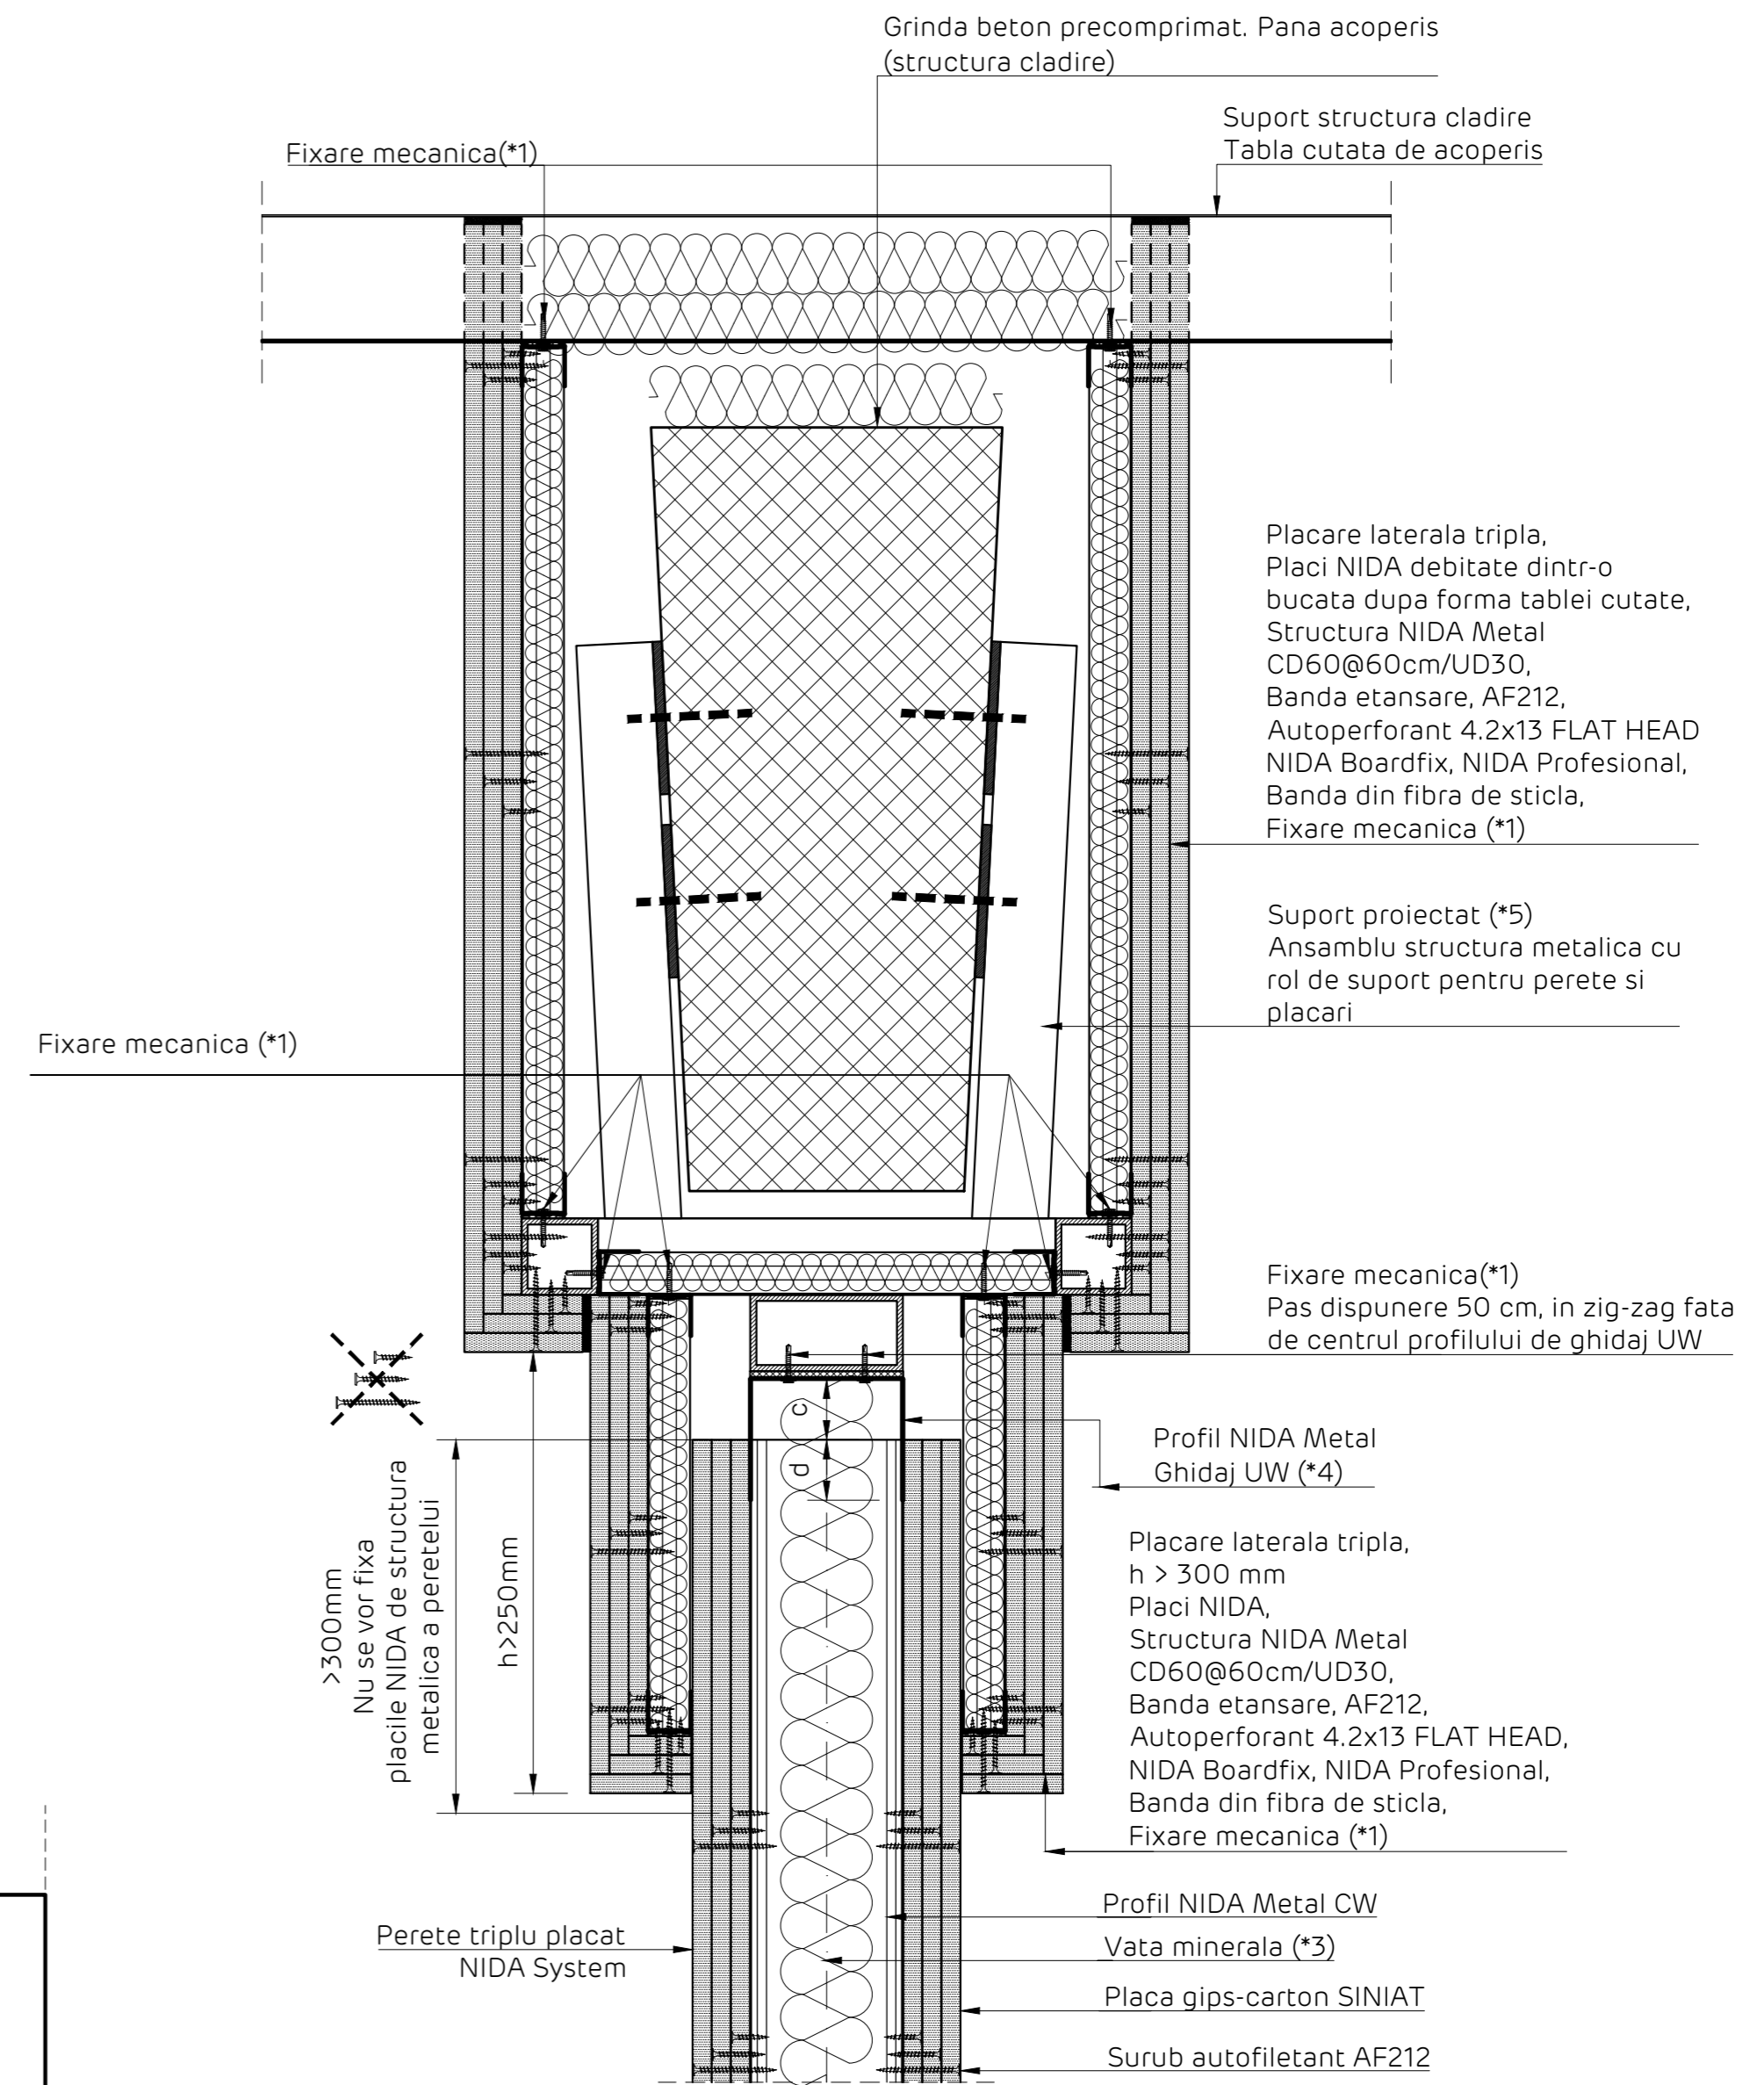 Grinda beton precomprimat. Pana acoperis
(structura cladire)
Suport structura cladire
Tabla cutata de acoperis
Fixare mecanica(*1)
Placare laterala tripla,
Placi NIDA debitate dintr-o
bucata dupa forma tablei cutate,
Structura NIDA Metal
CD60@60cm/UD30,
Banda etansare, AF212,
Autoperforant 4.2x13 FLAT HEAD
NIDA Boardfix, NIDA Profesional,
Banda din fibra de sticla,
Fixare mecanica (*1)
Suport proiectat (*5)
Ansamblu structura metalica cu
rol de suport pentru perete si
placari
Fixare mecanica (*1)
Fixare mecanica(*1)
Pas dispunere 50 cm, in zig-zag fata
de centrul profilului de ghidaj UW
c
d
Profil NIDA Metal
Ghidaj UW (*4)
>300mm
Nu se vor fixa
placile NIDA de structura
metalica a peretelui
h>250mm
Placare laterala tripla,
h > 300 mm
Placi NIDA,
Structura NIDA Metal
CD60@60cm/UD30,
Banda etansare, AF212,
Autoperforant 4.2x13 FLAT HEAD,
NIDA Boardfix, NIDA Profesional,
Banda din fibra de sticla,
Fixare mecanica (*1)
Profil NIDA Metal CW
Perete triplu placat
NIDA System
Vata minerala (*3)
Placa gips-carton SINIAT
Surub autofiletant AF212